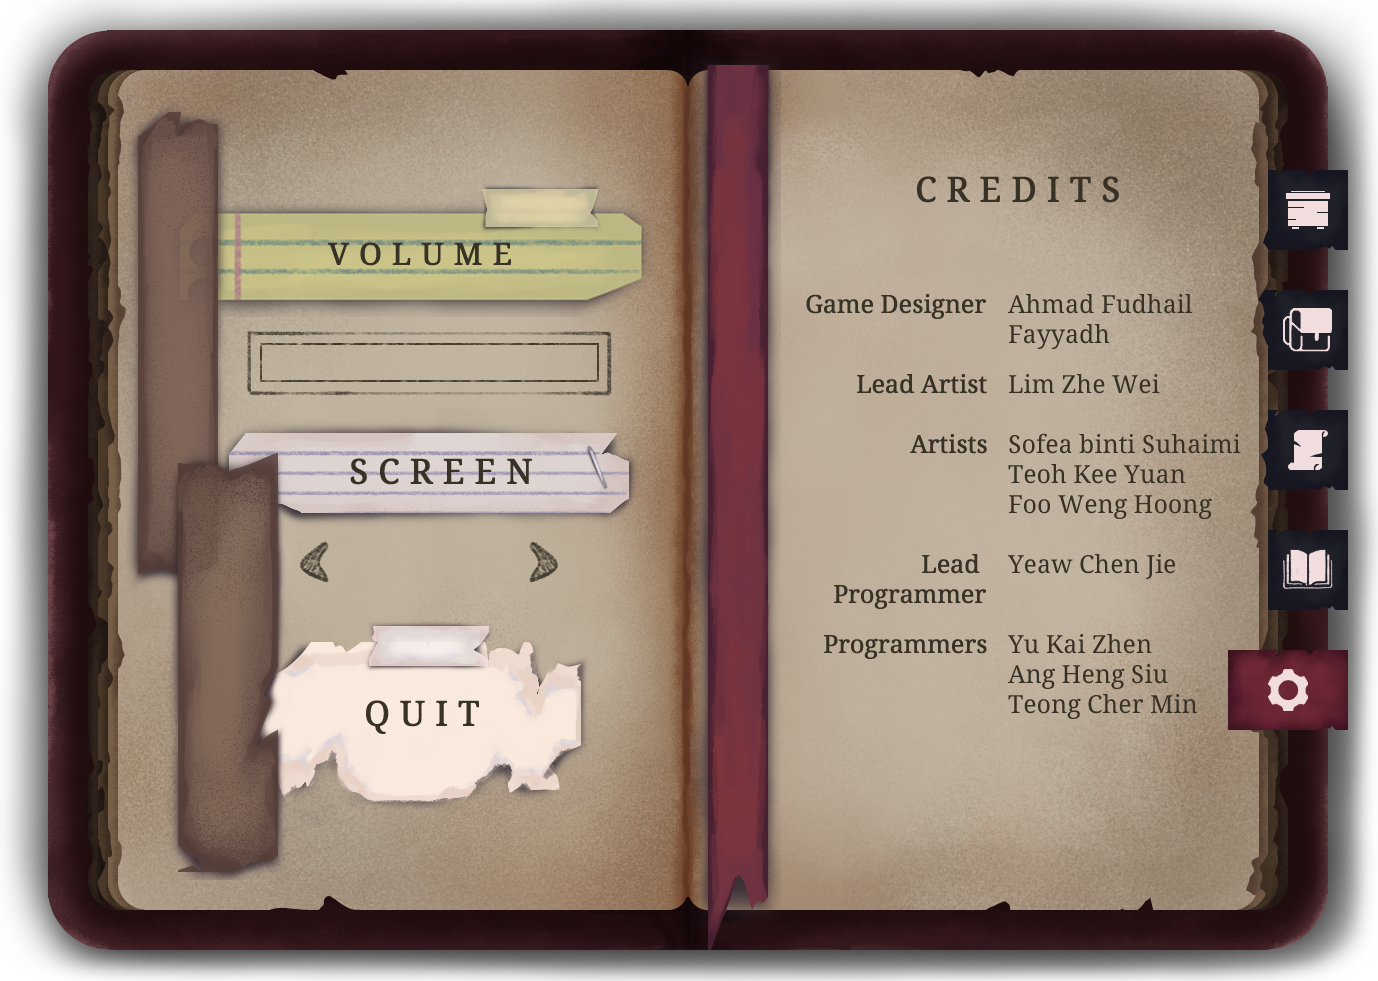 VOLUME
SCREEN
QUIT
CREDITS
Game Designer Ahmad Fudhail
Fayyadh
Lead Artist Lim Zhe Wei
Artists Sofea binti Suhaimi
Teoh Kee Yuan
Foo Weng Hoong
Lead Yeaw Chen Jie
Programmer
Programmers Yu Kai Zhen
Ang Heng Siu
Teong Cher Min